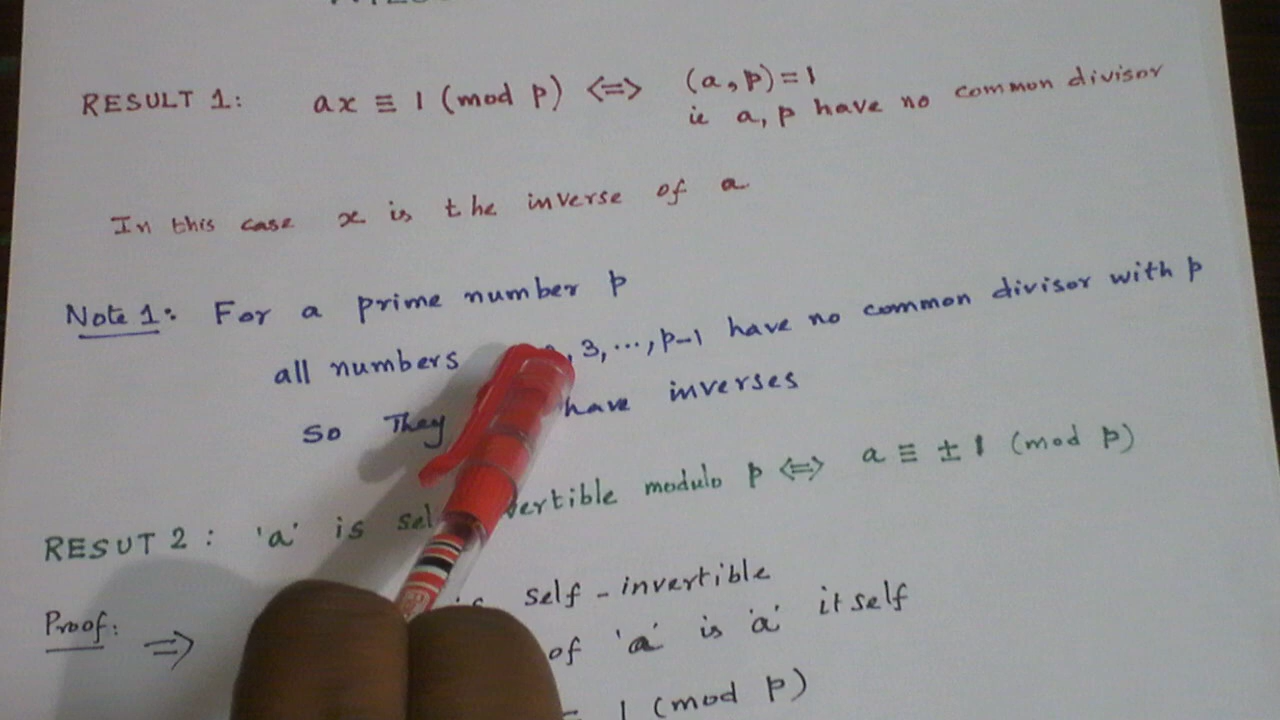 RESULT 1: ax ≡ 1 (mod p) <=> (a,p)=1
ie a, p have no common divisor
In this case x is the inverse of a
Note 1: For a prime number p
all numbers 2, 3, ..., p-1 have no common divisor with p
So They have inverses
RESUT 2: 'a' is vertible modulo p <=> a ≡ ± 1 (mod p)
Proof: => self-invertible
of 'a' is 'a' itself
1 (mod p)